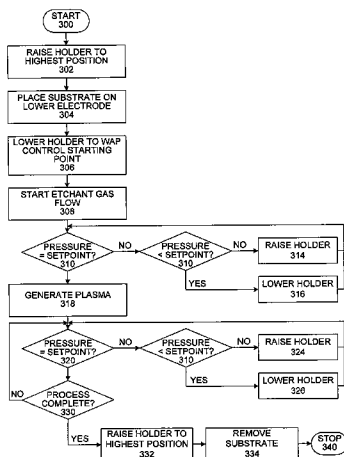 START
300
RAISE HOLDER TO
HIGHEST POSITION
302
PLACE SUBSTRATE ON
LOWER ELECTRODE
304
LOWER HOLDER TO WAP
CONTROL STARTING
POINT
306
START ETCHANT GAS
FLOW
308
PRESSURE
= SETPOINT?
310
NO
PRESSURE
< SETPOINT?
310
NO
RAISE HOLDER
314
YES
LOWER HOLDER
316
GENERATE PLASMA
318
PRESSURE
= SETPOINT?
320
NO
PRESSURE
< SETPOINT?
310
NO
RAISE HOLDER
324
YES
LOWER HOLDER
326
NO
PROCESS
COMPLETE?
330
YES
RAISE HOLDER TO
HIGHEST POSITION
332
REMOVE
SUBSTRATE
334
STOP
340